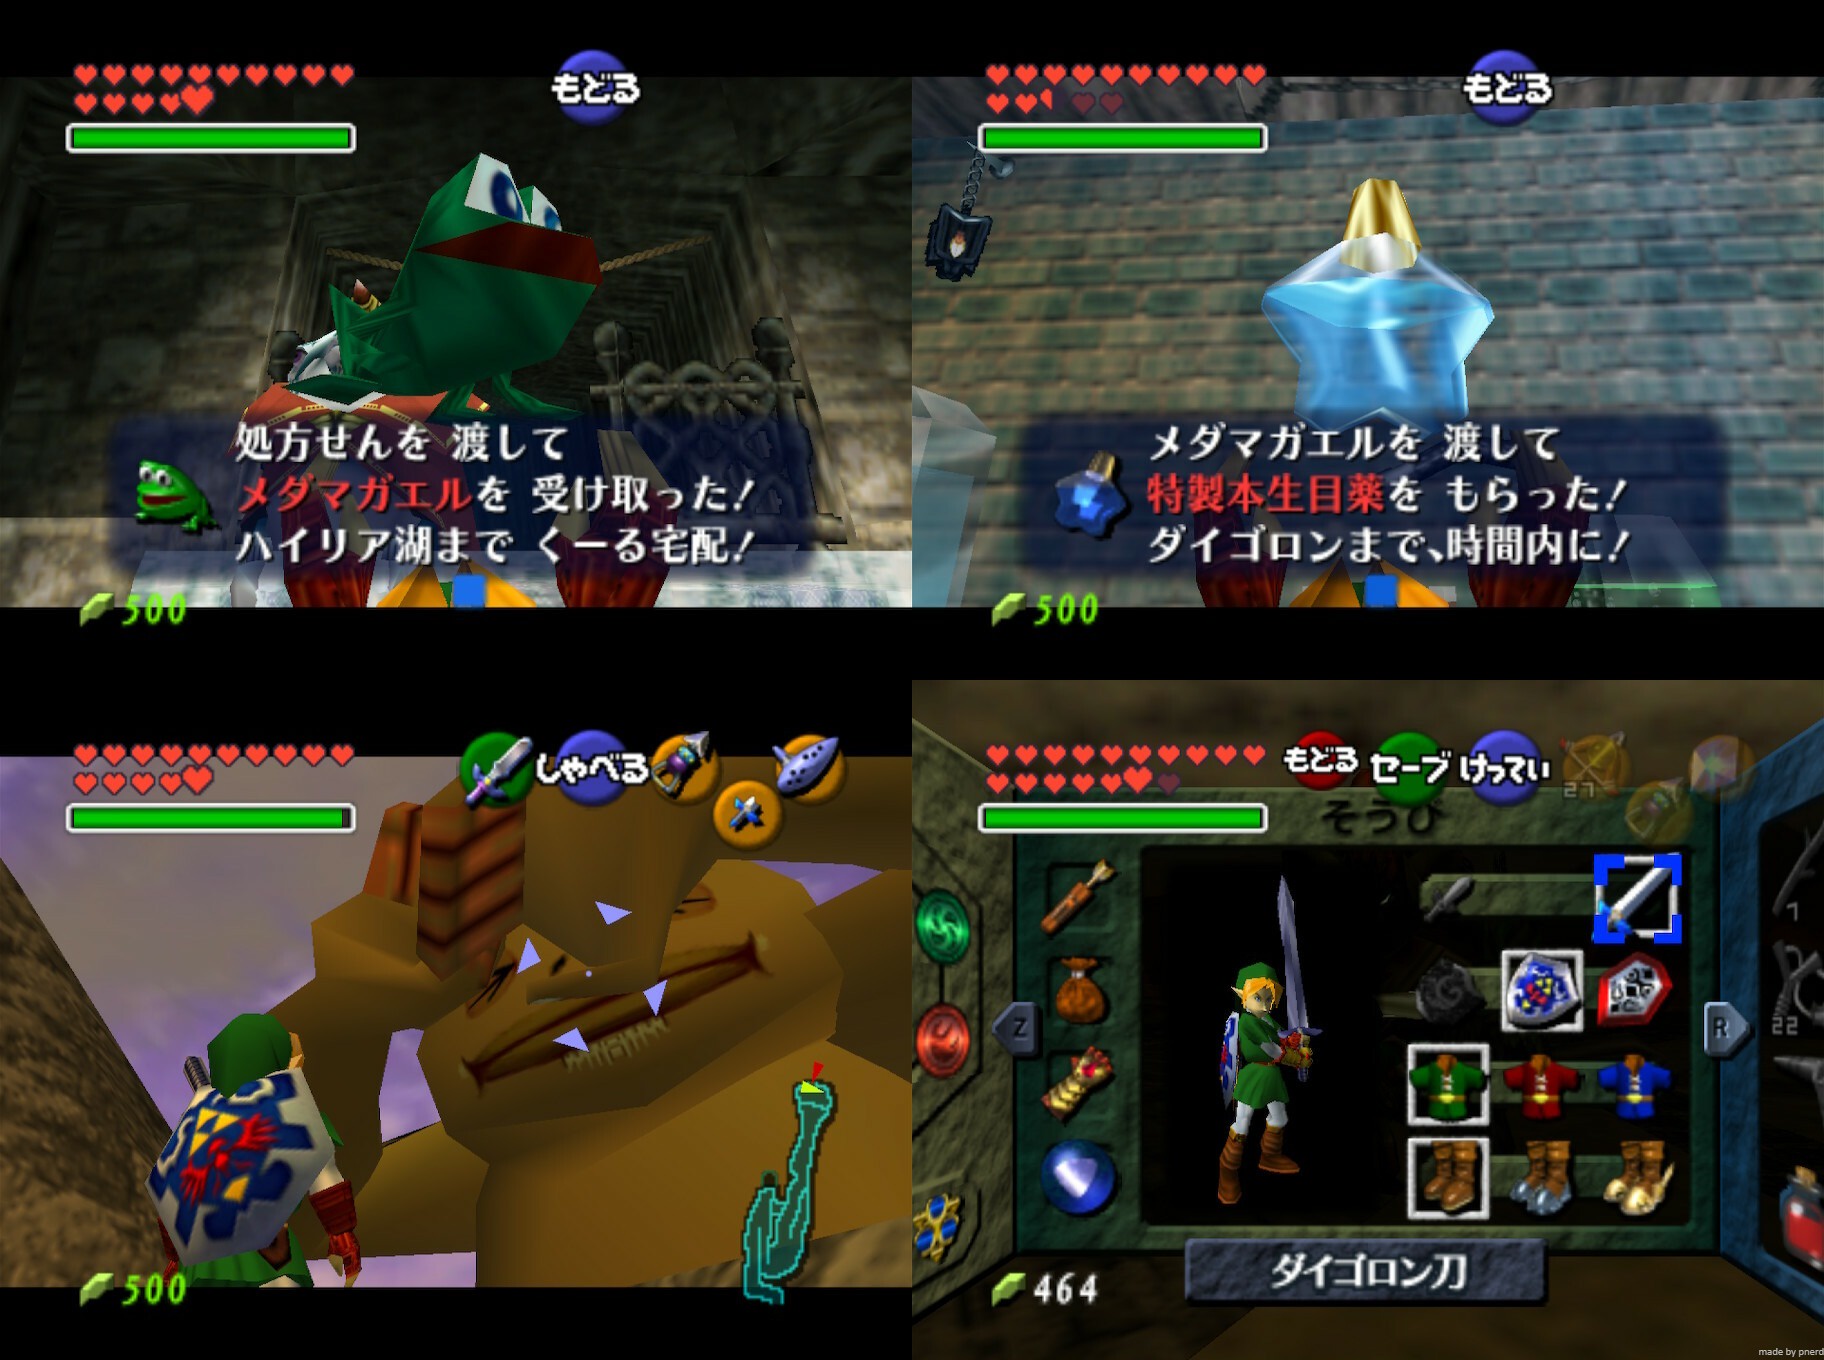 もどる
処方せんを 渡して
メダマガエルを 受け取った!
ハイリア湖まで くーる宅配!
500
もどる
メダマガエルを 渡して
特製本生目薬を もらった!
ダイゴロンまで、時間内に!
500
しゃべる
500
もどる セーブ けってい
27
そうび
Z
R
7
22
464
ダイゴロン刀
made by pnerd